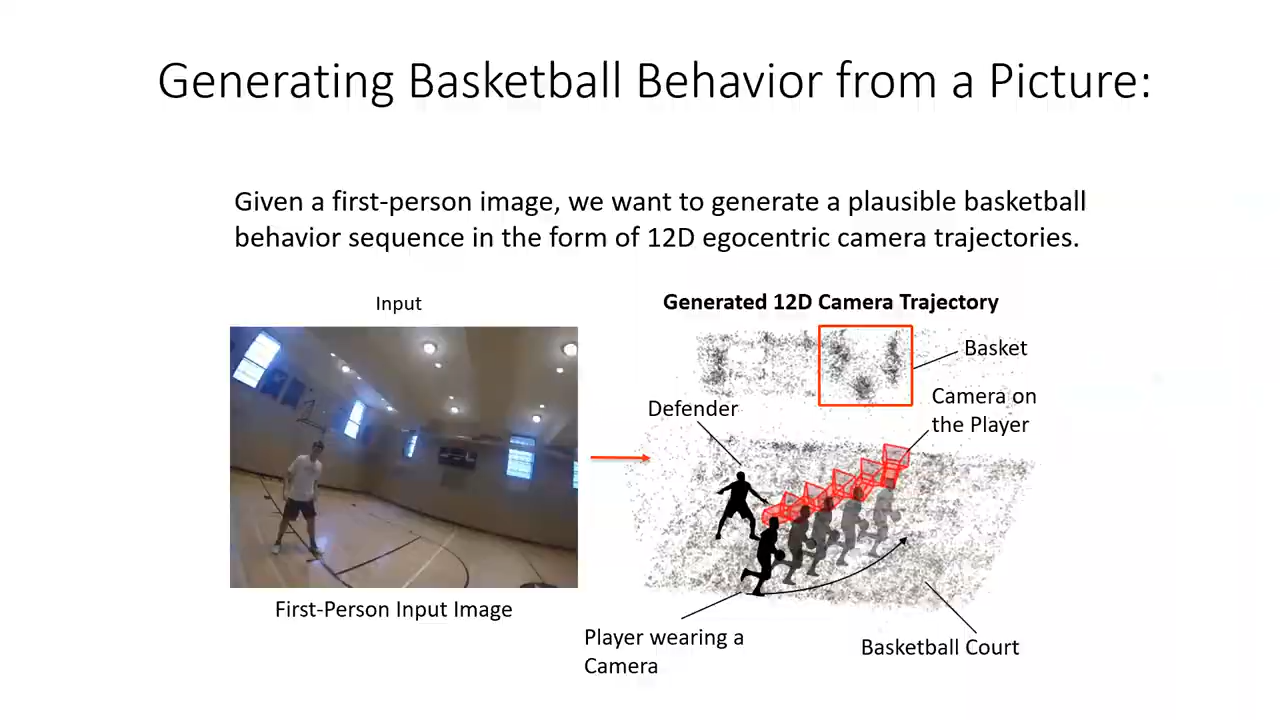 Generating Basketball Behavior from a Picture:
Given a first-person image, we want to generate a plausible basketball
behavior sequence in the form of 12D egocentric camera trajectories.
Input
Generated 12D Camera Trajectory
Basket
Camera on
the Player
Defender
First-Person Input Image
Player wearing a
Camera
Basketball Court